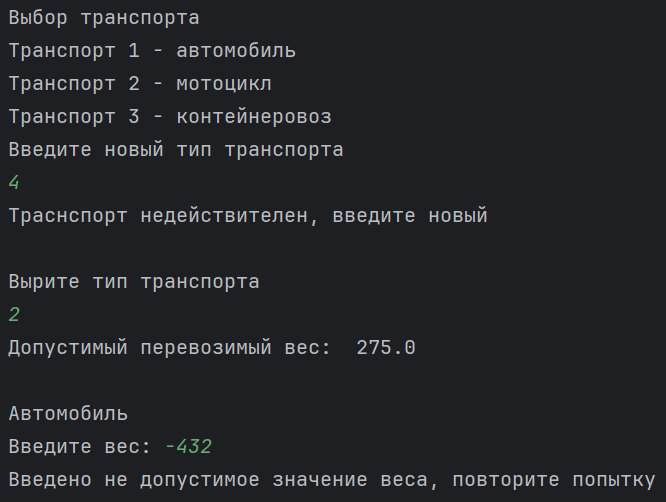 Выбор транспорта
Транспорт 1 - автомобиль
Транспорт 2 - мотоцикл
Транспорт 3 - контейнеровоз
Введите новый тип транспорта
4
Траснспорт недействителен, введите новый
Вырите тип транспорта
2
Допустимый перевозимый вес:  275.0
Автомобиль
Введите вес: -432
Введено не допустимое значение веса, повторите попытку